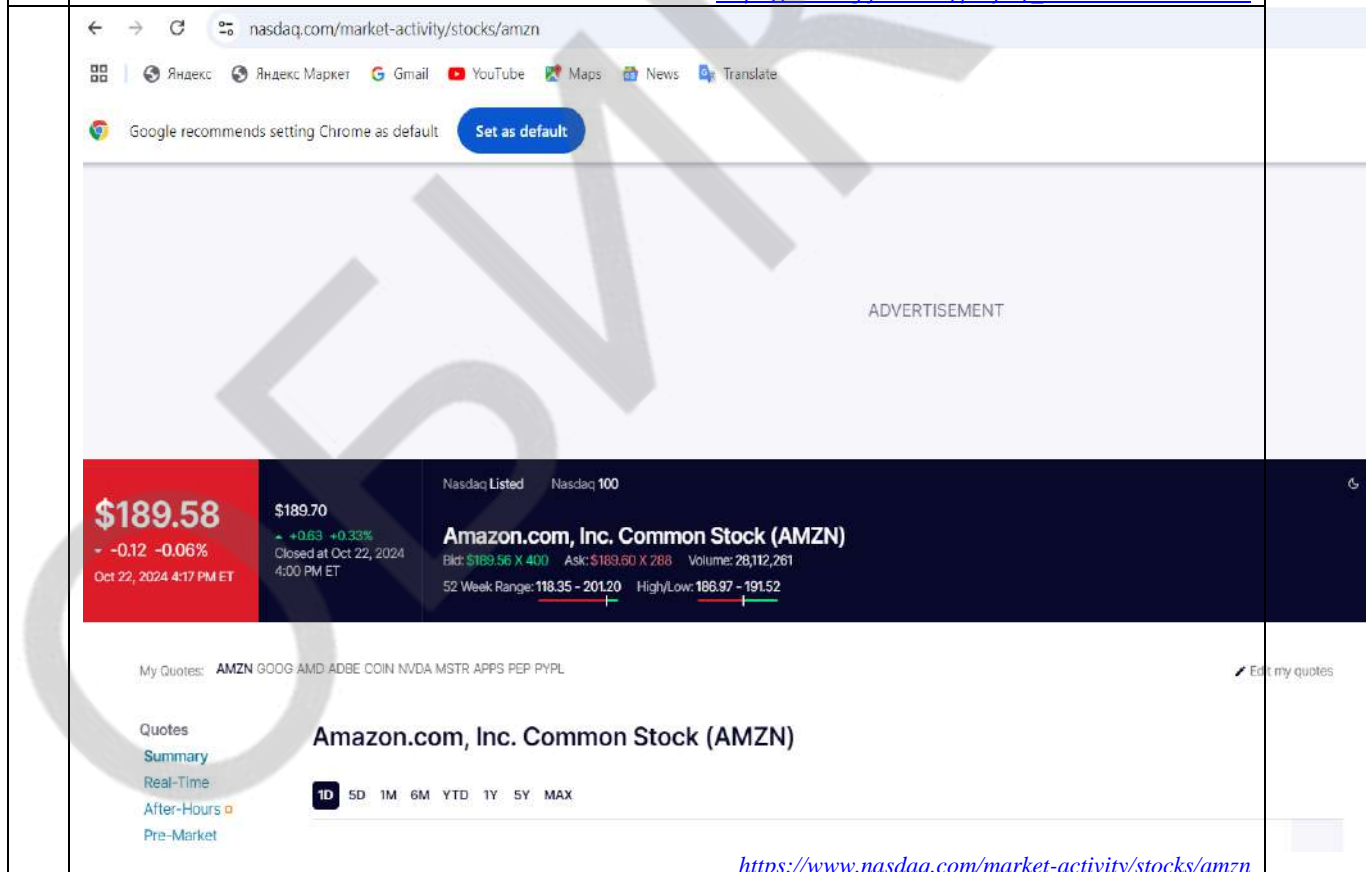 nasdaq.com/market-activity/stocks/amzn
Яндекс Яндекс Маркет Gmail YouTube Maps News Translate
Google recommends setting Chrome as default Set as default
ADVERTISEMENT
Nasdaq Listed Nasdaq 100
$189.58
-0.12 -0.06%
Oct 22, 2024 4:17 PM ET
$189.70
+0.63 +0.33%
Closed at Oct 22, 2024
4:00 PM ET
Amazon.com, Inc. Common Stock (AMZN)
Bid: $189.56 X 400 Ask: $189.60 X 288 Volume: 28,112,261
52 Week Range: 118.35 - 201.20 High/Low: 186.97 - 191.52
My Quotes: AMZN GOOG AMD ADBE COIN NVDA MSTR APPS PEP PYPL
Edit my quotes
Quotes
Summary
Real-Time
After-Hours
Pre-Market
Amazon.com, Inc. Common Stock (AMZN)
1D 5D 1M 6M YTD 1Y 5Y MAX
https://www.nasdaq.com/market-activity/stocks/amzn
ОБИК